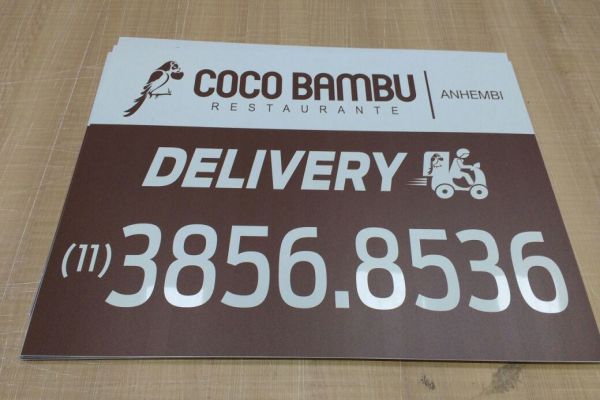 COCO BAMBU
RESTAURANTE
ANHEMBI
DELIVERY
(11) 3856.8536